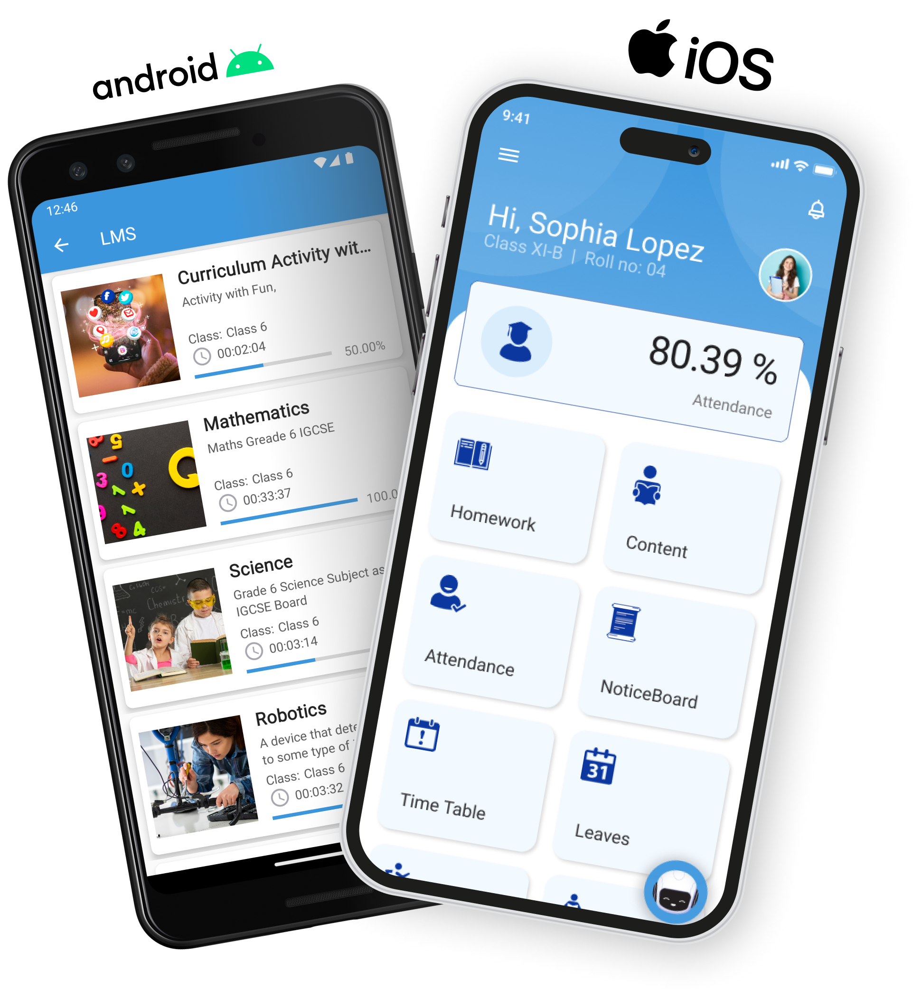 android
iOS
12:46
LMS
Curriculum Activity wit...
Activity with Fun,
Class: Class 6
00:02:04
50.00%
Mathematics
Maths Greade 6 IGCSE
Class: Class 6
00:33:37
100.0
Science
Grade 6 Science Subject as
IGCSE Board
Class: Class 6
00:03:14
Robotics
A device that dete
to some type of
Class: Class 6
00:03:32
9:41
Hi, Sophia Lopez
Class XI-B | Roll no: 04
80.39 %
Attendance
Homework
Content
Attendance
NoticeBoard
Time Table
31
Leaves